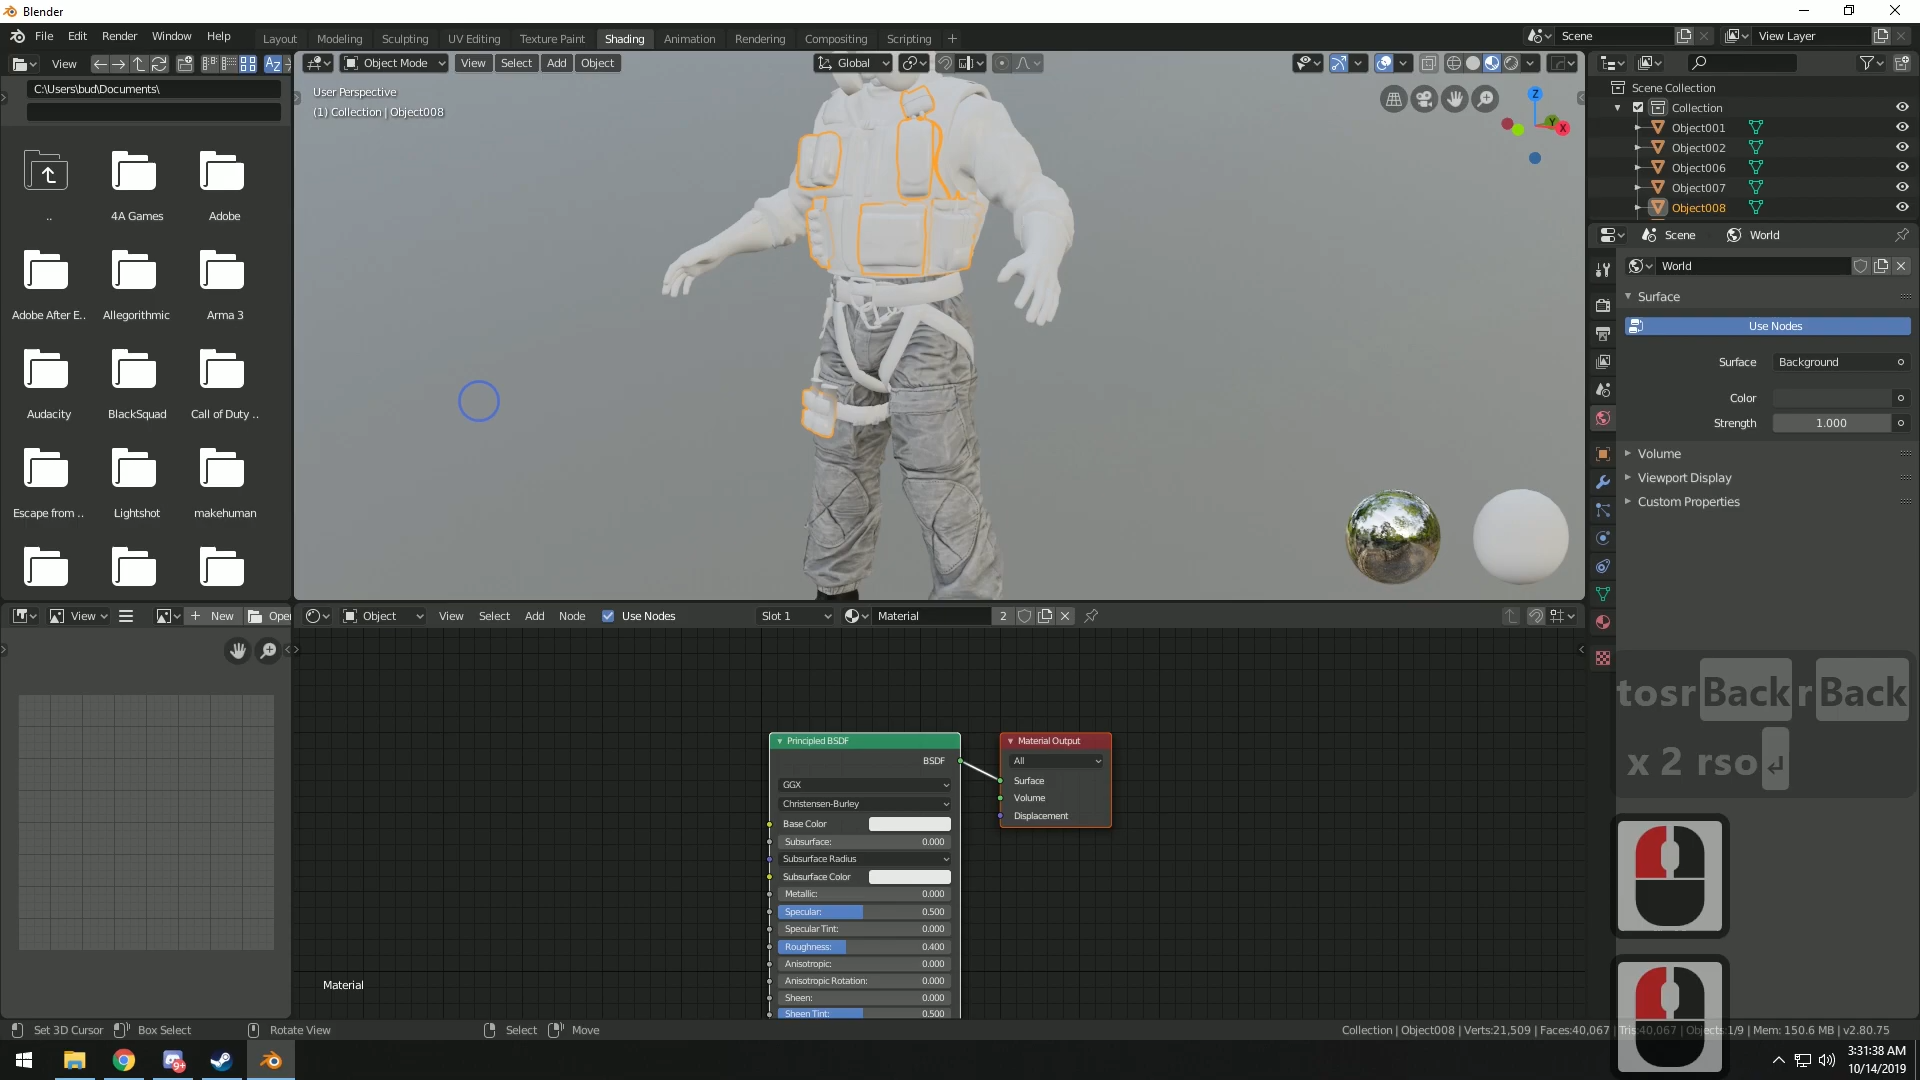 Blender
File Edit Render Window Help
Layout Modeling Sculpting UV Editing Texture Paint Shading Animation Rendering Compositing Scripting +
Scene
View Layer
View
C:\Users\bud\Documents\
..
4A Games
Adobe
Adobe After E..
Allegorithmic
Arma 3
Audacity
BlackSquad
Call of Duty ..
Escape from ..
Lightshot
makehuman
Object Mode View Select Add Object
Global
User Perspective
(1) Collection | Object008
Z
Y
X
Scene Collection
Collection
Object001
Object002
Object006
Object007
Object008
Scene World
World
Surface
Use Nodes
Surface Background
Color
Strength 1.000
Volume
Viewport Display
Custom Properties
View + New Open
Object View Select Add Node Use Nodes Slot 1 Material 2
Principled BSDF
BSDF
GGX
Christensen-Burley
Base Color
Subsurface: 0.000
Subsurface Radius
Subsurface Color
Metallic: 0.000
Specular: 0.500
Specular Tint: 0.000
Roughness: 0.400
Anisotropic: 0.000
Anisotropic Rotation: 0.000
Sheen: 0.000
Sheen Tint: 0.500
Material Output
All
Surface
Volume
Displacement
Material
tosr Back r Back
x 2 rso ↵
Set 3D Cursor Box Select Rotate View Select Move
Collection | Object008 | Verts:21,509 | Faces:40,067 | Tris:40,067 | Objects:1/9 | Mem: 150.6 MB | v2.80.75
9+
3:31:38 AM
10/14/2019